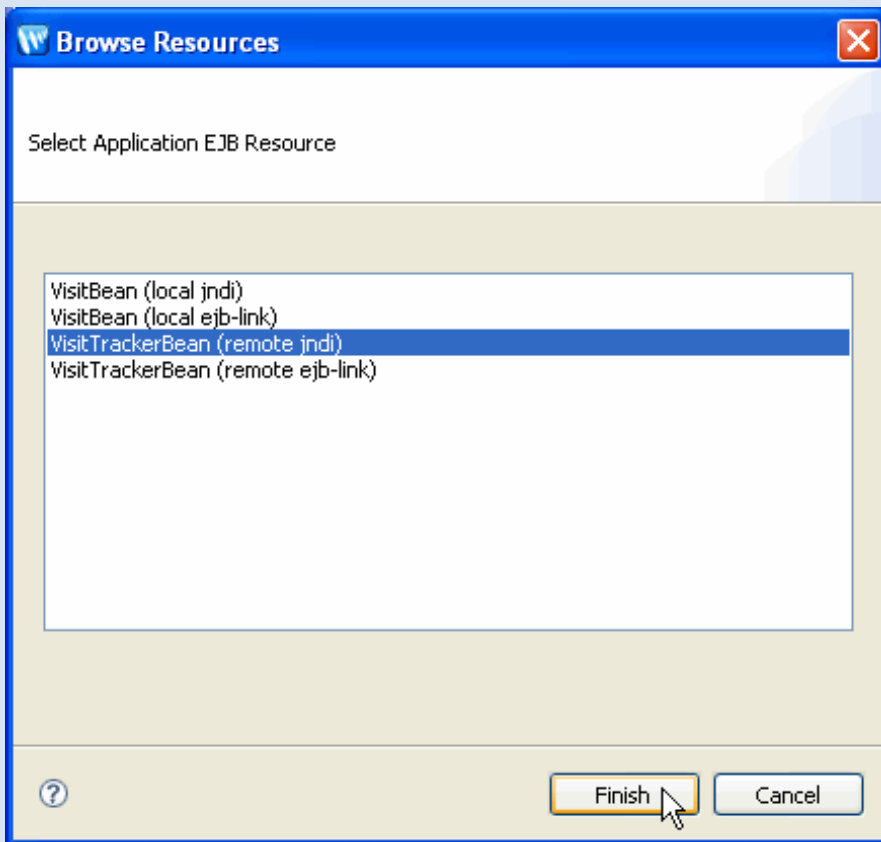 Browse Resources
Select Application EJB Resource
VisitBean (local jndi)
VisitBean (local ejb-link)
VisitTrackerBean (remote jndi)
VisitTrackerBean (remote ejb-link)
?
Finish Cancel